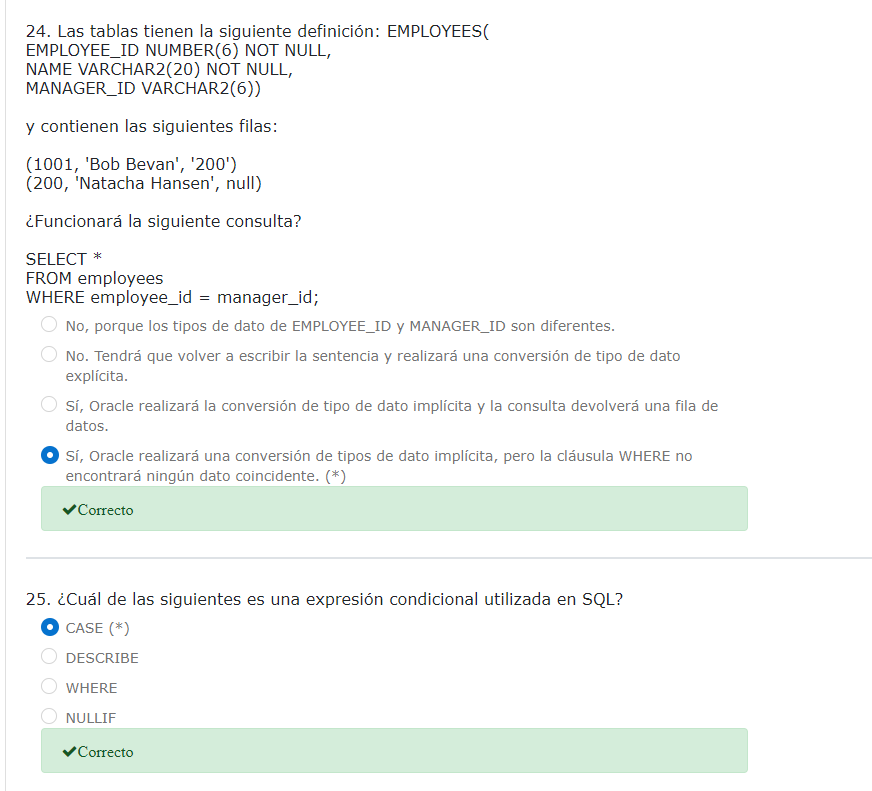 24. Las tablas tienen la siguiente definición: EMPLOYEES(
EMPLOYEE_ID NUMBER(6) NOT NULL,
NAME VARCHAR2(20) NOT NULL,
MANAGER_ID VARCHAR2(6))
y contienen las siguientes filas:
(1001, 'Bob Bevan', '200')
(200, 'Natacha Hansen', null)
¿Funcionará la siguiente consulta?
SELECT *
FROM employees
WHERE employee_id = manager_id;
No, porque los tipos de dato de EMPLOYEE_ID y MANAGER_ID son diferentes.
No. Tendrá que volver a escribir la sentencia y realizará una conversión de tipo de dato
explícita.
Sí, Oracle realizará la conversión de tipo de dato implícita y la consulta devolverá una fila de
datos.
Sí, Oracle realizará una conversión de tipos de dato implícita, pero la cláusula WHERE no
encontrará ningún dato coincidente. (*)
Correcto
25. ¿Cuál de las siguientes es una expresión condicional utilizada en SQL?
CASE (*)
DESCRIBE
WHERE
NULLIF
Correcto